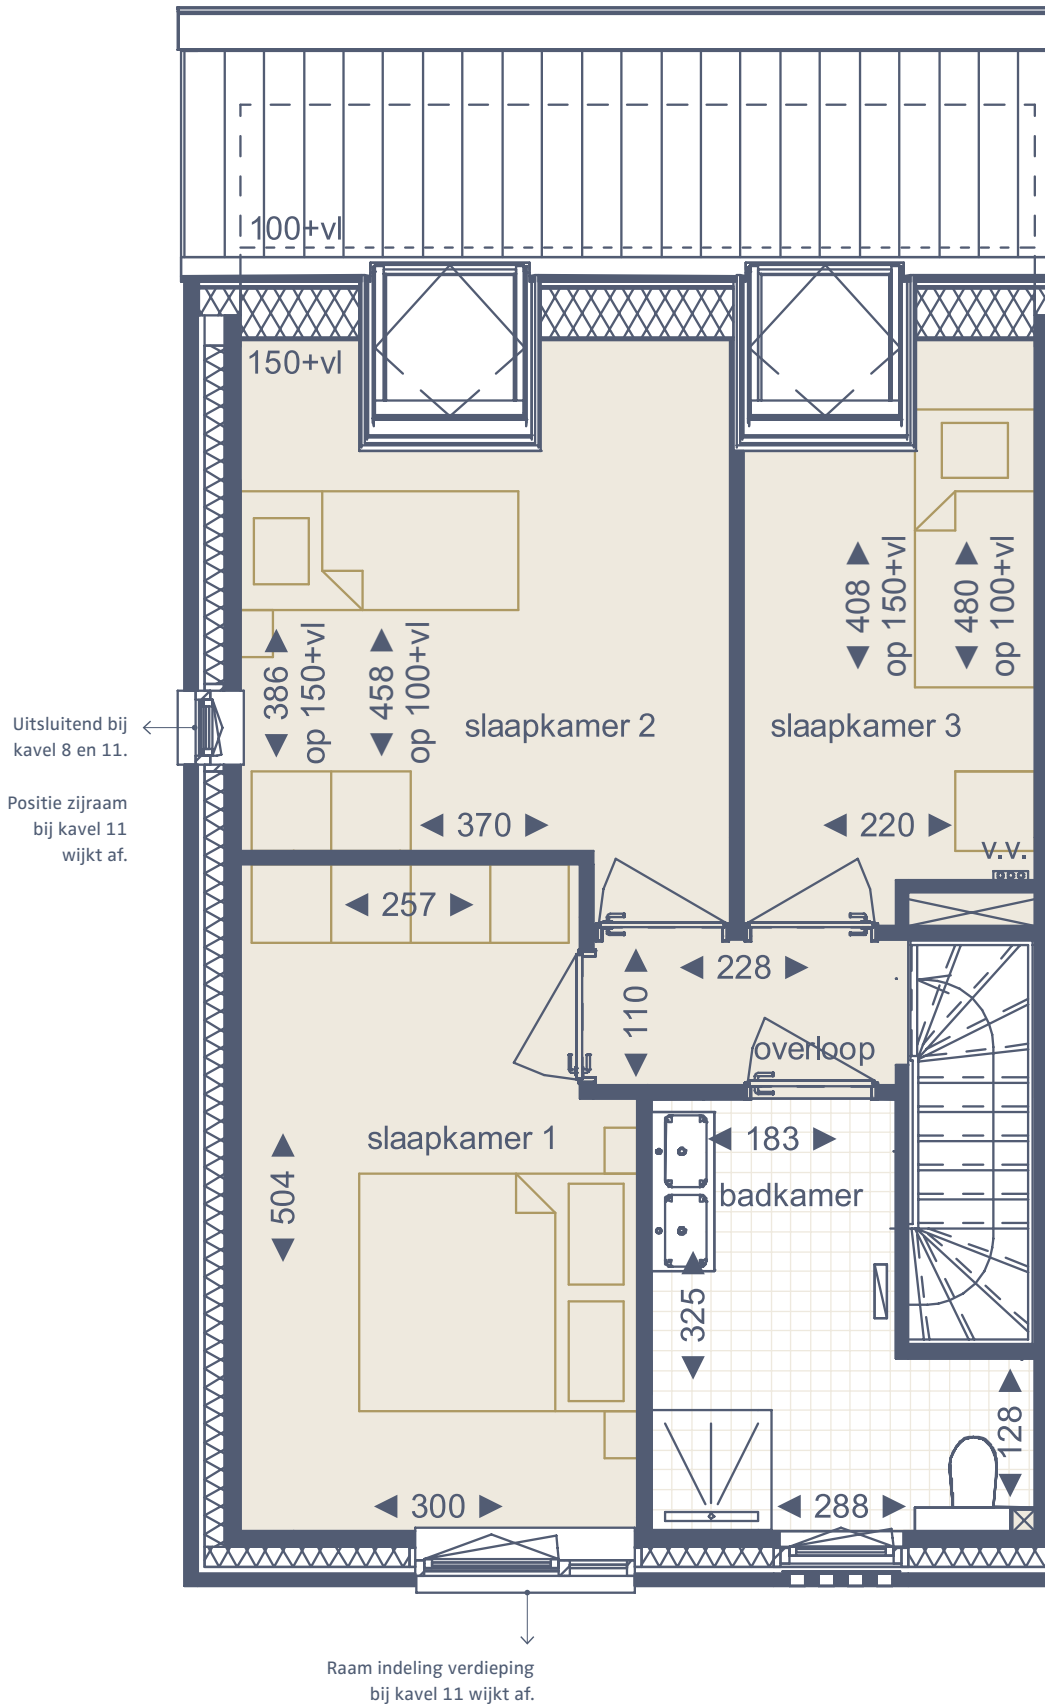 100+vl
150+vl
386
op 150+vl
458
op 100+vl
408
op 150+vl
480
op 100+vl
slaapkamer 2
slaapkamer 3
Uitsluitend bij
kavel 8 en 11.
Positie zijraam
bij kavel 11
wijkt af.
370
220
v.v.
257
228
110
overloop
slaapkamer 1
183
504
badkamer
325
128
300
288
Raam indeling verdieping
bij kavel 11 wijkt af.